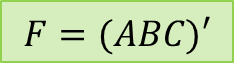 F = (ABC)′